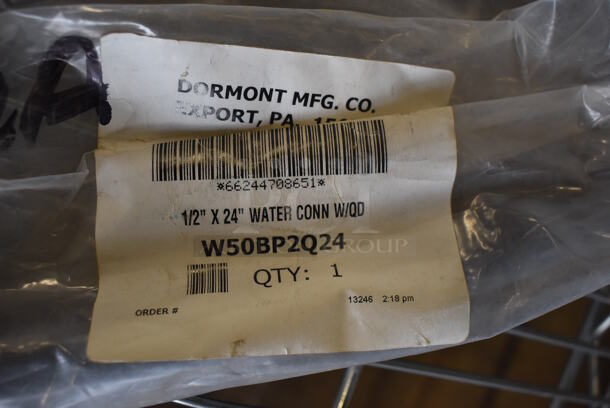 DORMONT MFG. CO.
EXPORT, PA
*66244708651*
1/2" X 24" WATER CONN W/QD
W50BP2Q24
GROUP
QTY: 1
ORDER #
13246 2:18 pm